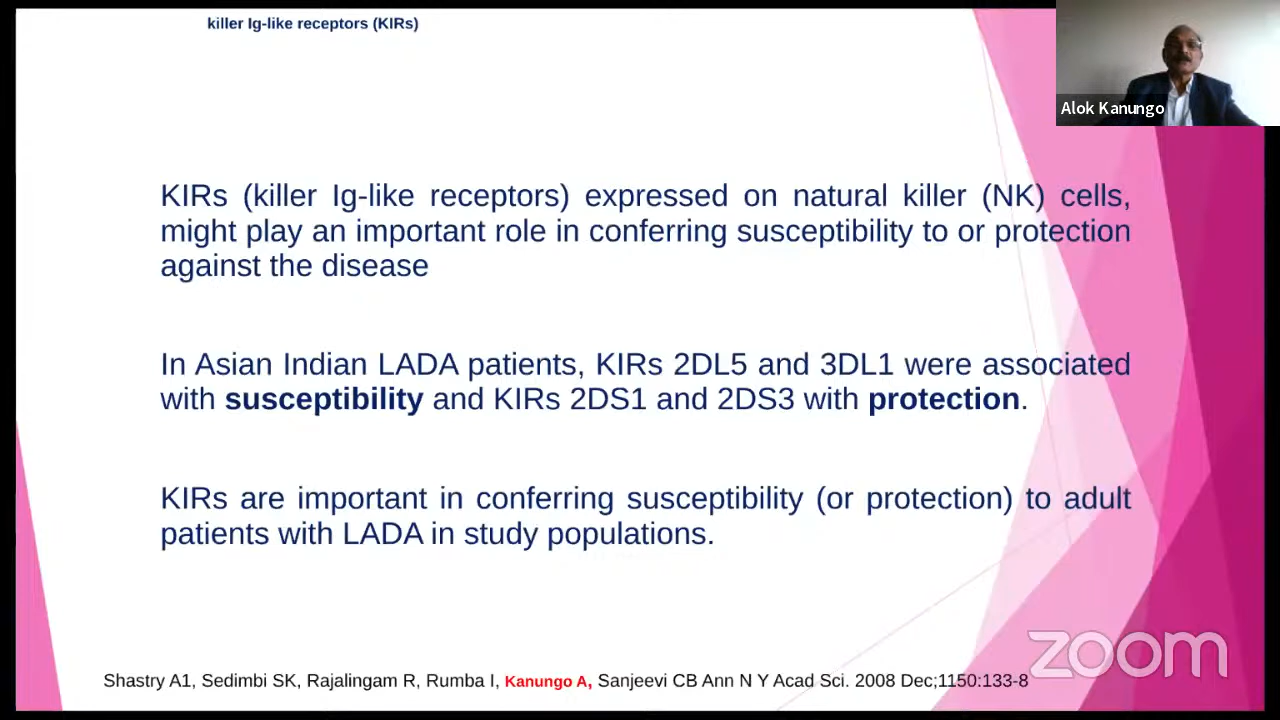 killer Ig-like receptors (KIRs)
Alok Kanungo
KIRs (killer Ig-like receptors) expressed on natural killer (NK) cells,
might play an important role in conferring susceptibility to or protection
against the disease
In Asian Indian LADA patients, KIRs 2DL5 and 3DL1 were associated
with susceptibility and KIRs 2DS1 and 2DS3 with protection.
KIRs are important in conferring susceptibility (or protection) to adult
patients with LADA in study populations.
zoom
Shastry A1, Sedimbi SK, Rajalingam R, Rumba I, Kanungo A, Sanjeevi CB Ann N Y Acad Sci. 2008 Dec;1150:133-8